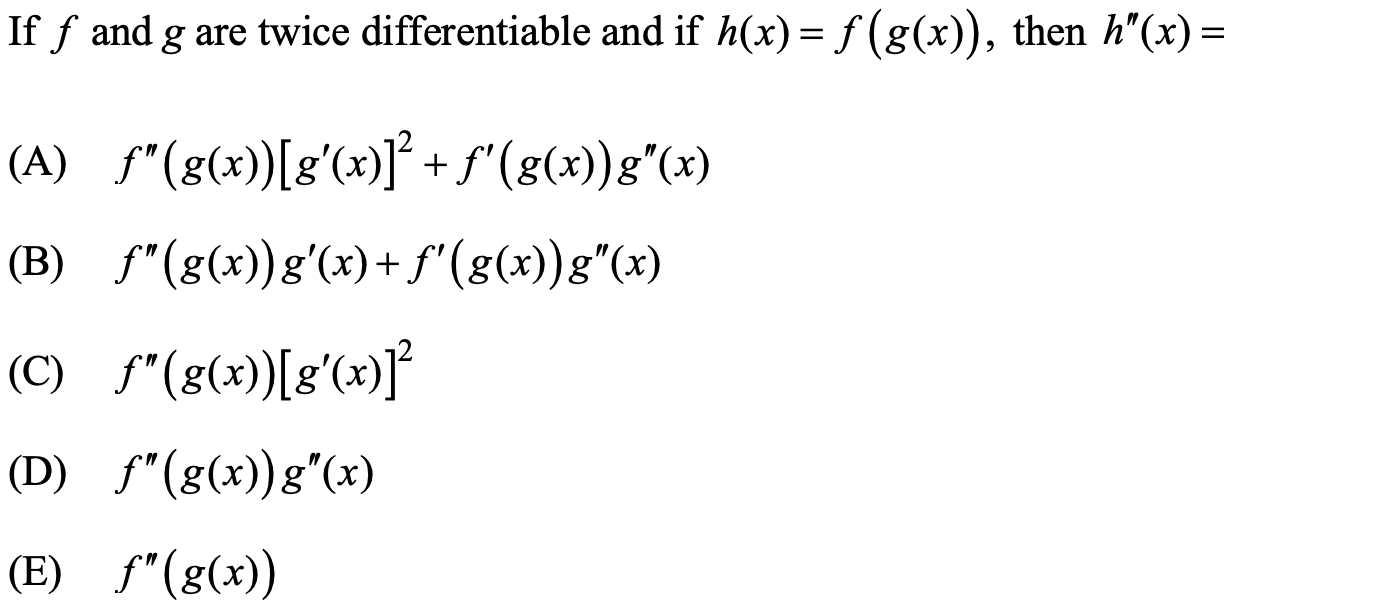 If f and g are twice differentiable and if h(x) = f(g(x)), then h″(x) =
(A) f″(g(x))[g′(x)]² + f′(g(x))g″(x)
(B) f″(g(x))g′(x) + f′(g(x))g″(x)
(C) f″(g(x))[g′(x)]²
(D) f″(g(x))g″(x)
(E) f″(g(x))